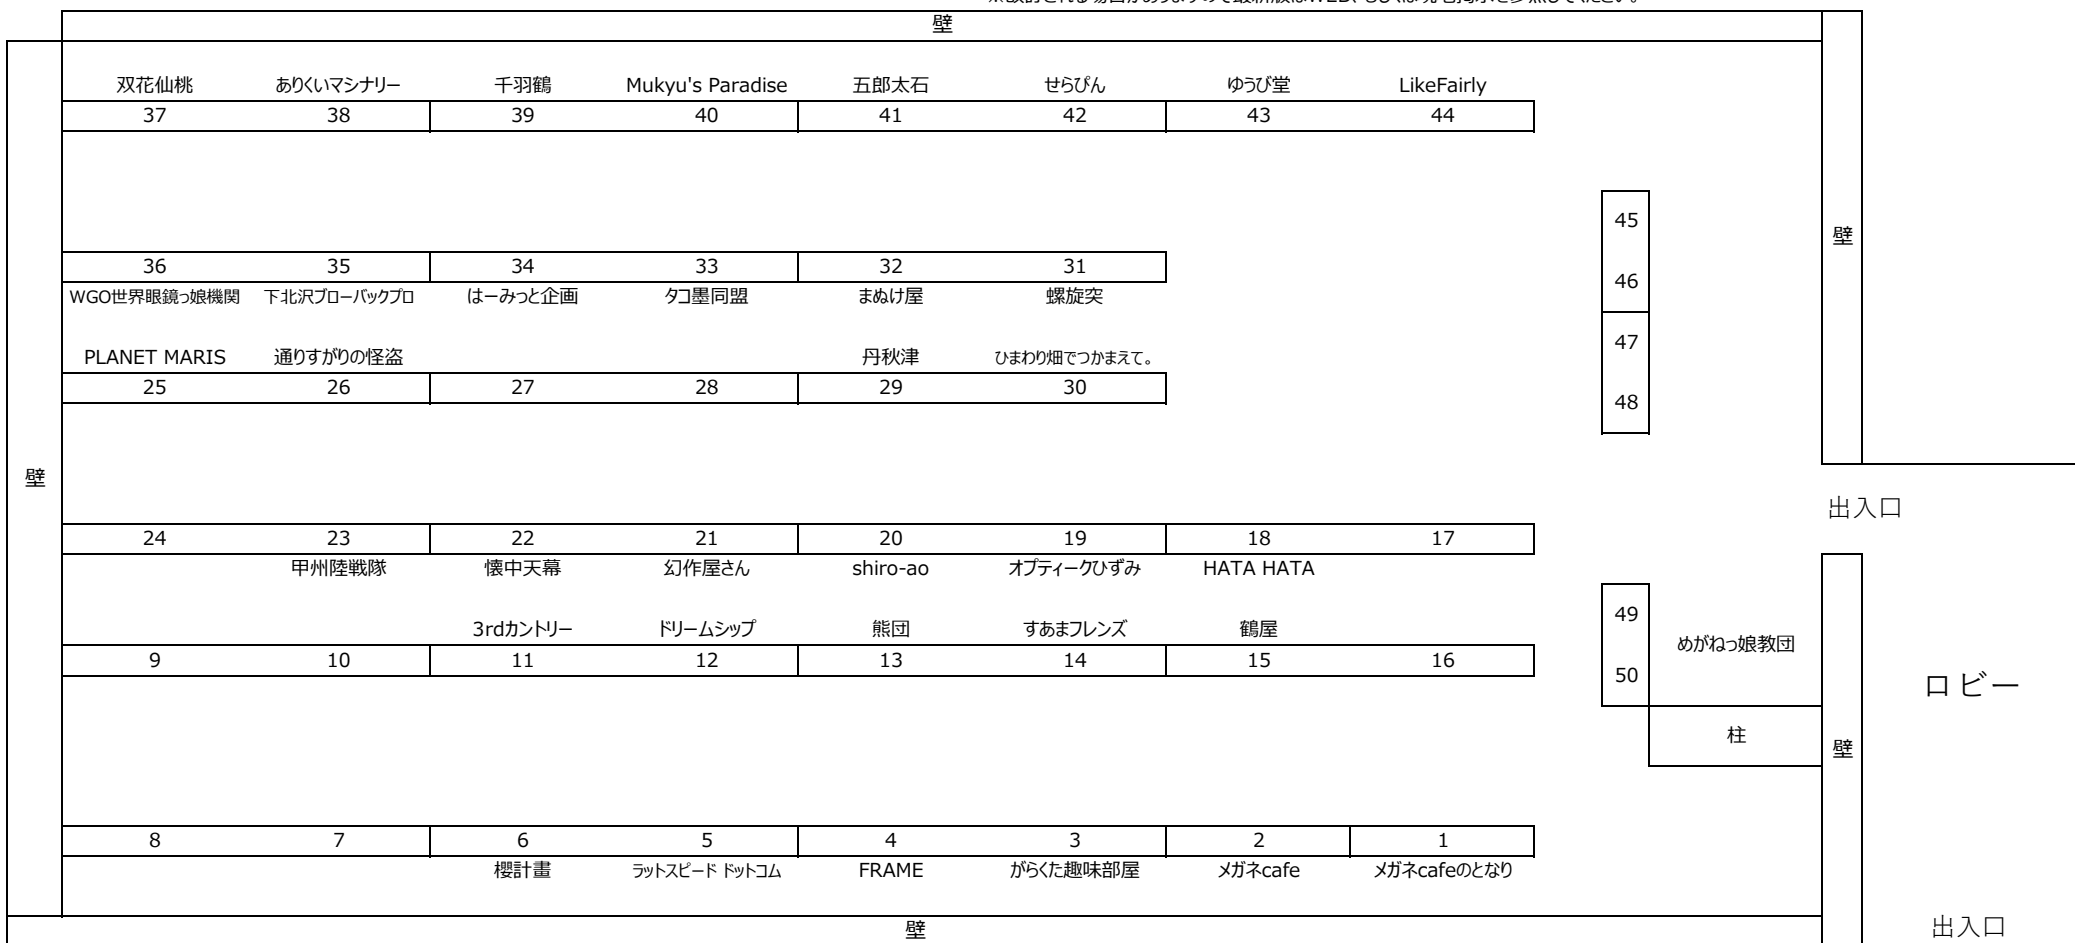 壁
双花仙桃 ありくいマシナリー 千羽鶴 Mukyu's Paradise 五郎太石 せらぴん ゆうび堂 LikeFairly
37 38 39 40 41 42 43 44
45
壁
36 35 34 33 32 31
46
WGO世界眼鏡っ娘機関 下北沢ブローバックプロ はーみっと企画 タコ墨同盟 まぬけ屋 螺旋突
47
PLANET MARIS 通りすがりの怪盗 丹秋津 ひまわり畑でつかまえて。
25 26 27 28 29 30
48
壁
出入口
24 23 22 21 20 19 18 17
甲州陸戦隊 懐中天幕 幻作屋さん shiro-ao オプティークひずみ HATA HATA
49
3rdカントリー ドリームシップ 熊団 すあまフレンズ 鶴屋
めがねっ娘教団
9 10 11 12 13 14 15 16
50
ロビー
柱
壁
8 7 6 5 4 3 2 1
櫻計畫 ラットスピード ドットコム FRAME がらくた趣味部屋 メガネcafe メガネcafeのとなり
壁
出入口